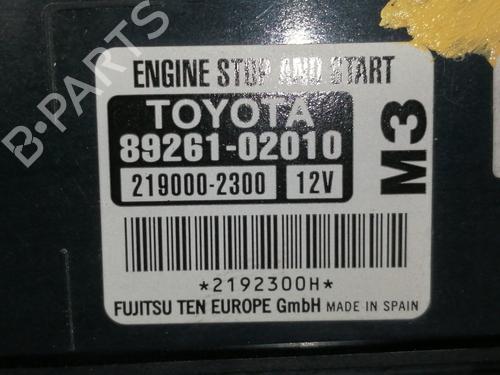 B-PARTS
ENGINE STOP AND START
TOYOTA
89261-02010
219000-2300 12V
M3
*2192300H*
FUJITSU TEN EUROPE GmbH MADE IN SPAIN